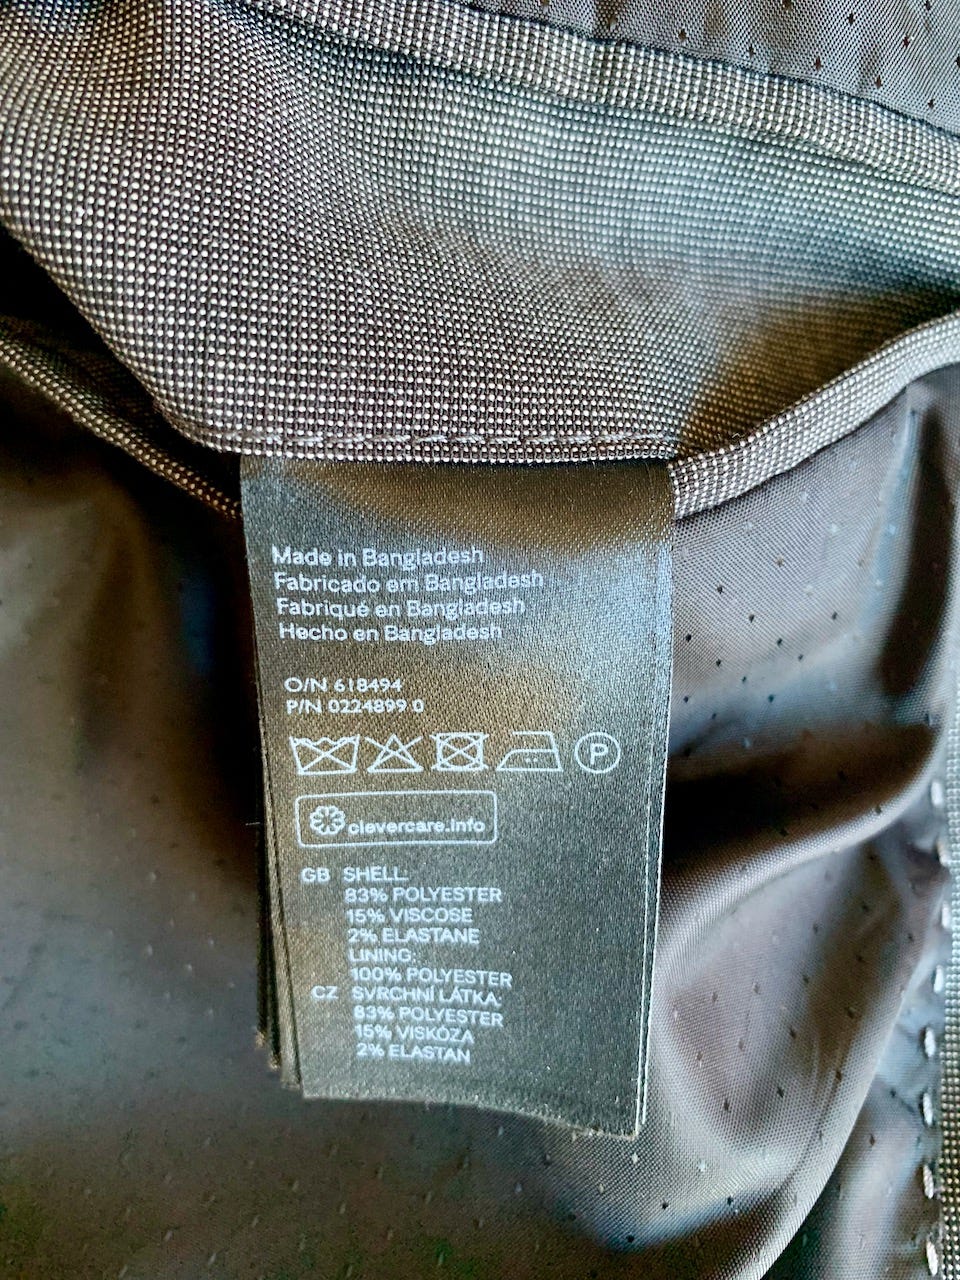 Made in Bangladesh
Fabricado em Bangladesh
Fabriqué en Bangladesh
Hecho en Bangladesh
O/N 618494
P/N 0224899 0
P
clevercare.info
GB SHELL:
83% POLYESTER
15% VISCOSE
2% ELASTANE
LINING:
100% POLYESTER
CZ SVRCHNÍ LÁTKA:
83% POLYESTER
15% VISKÓZA
2% ELASTAN